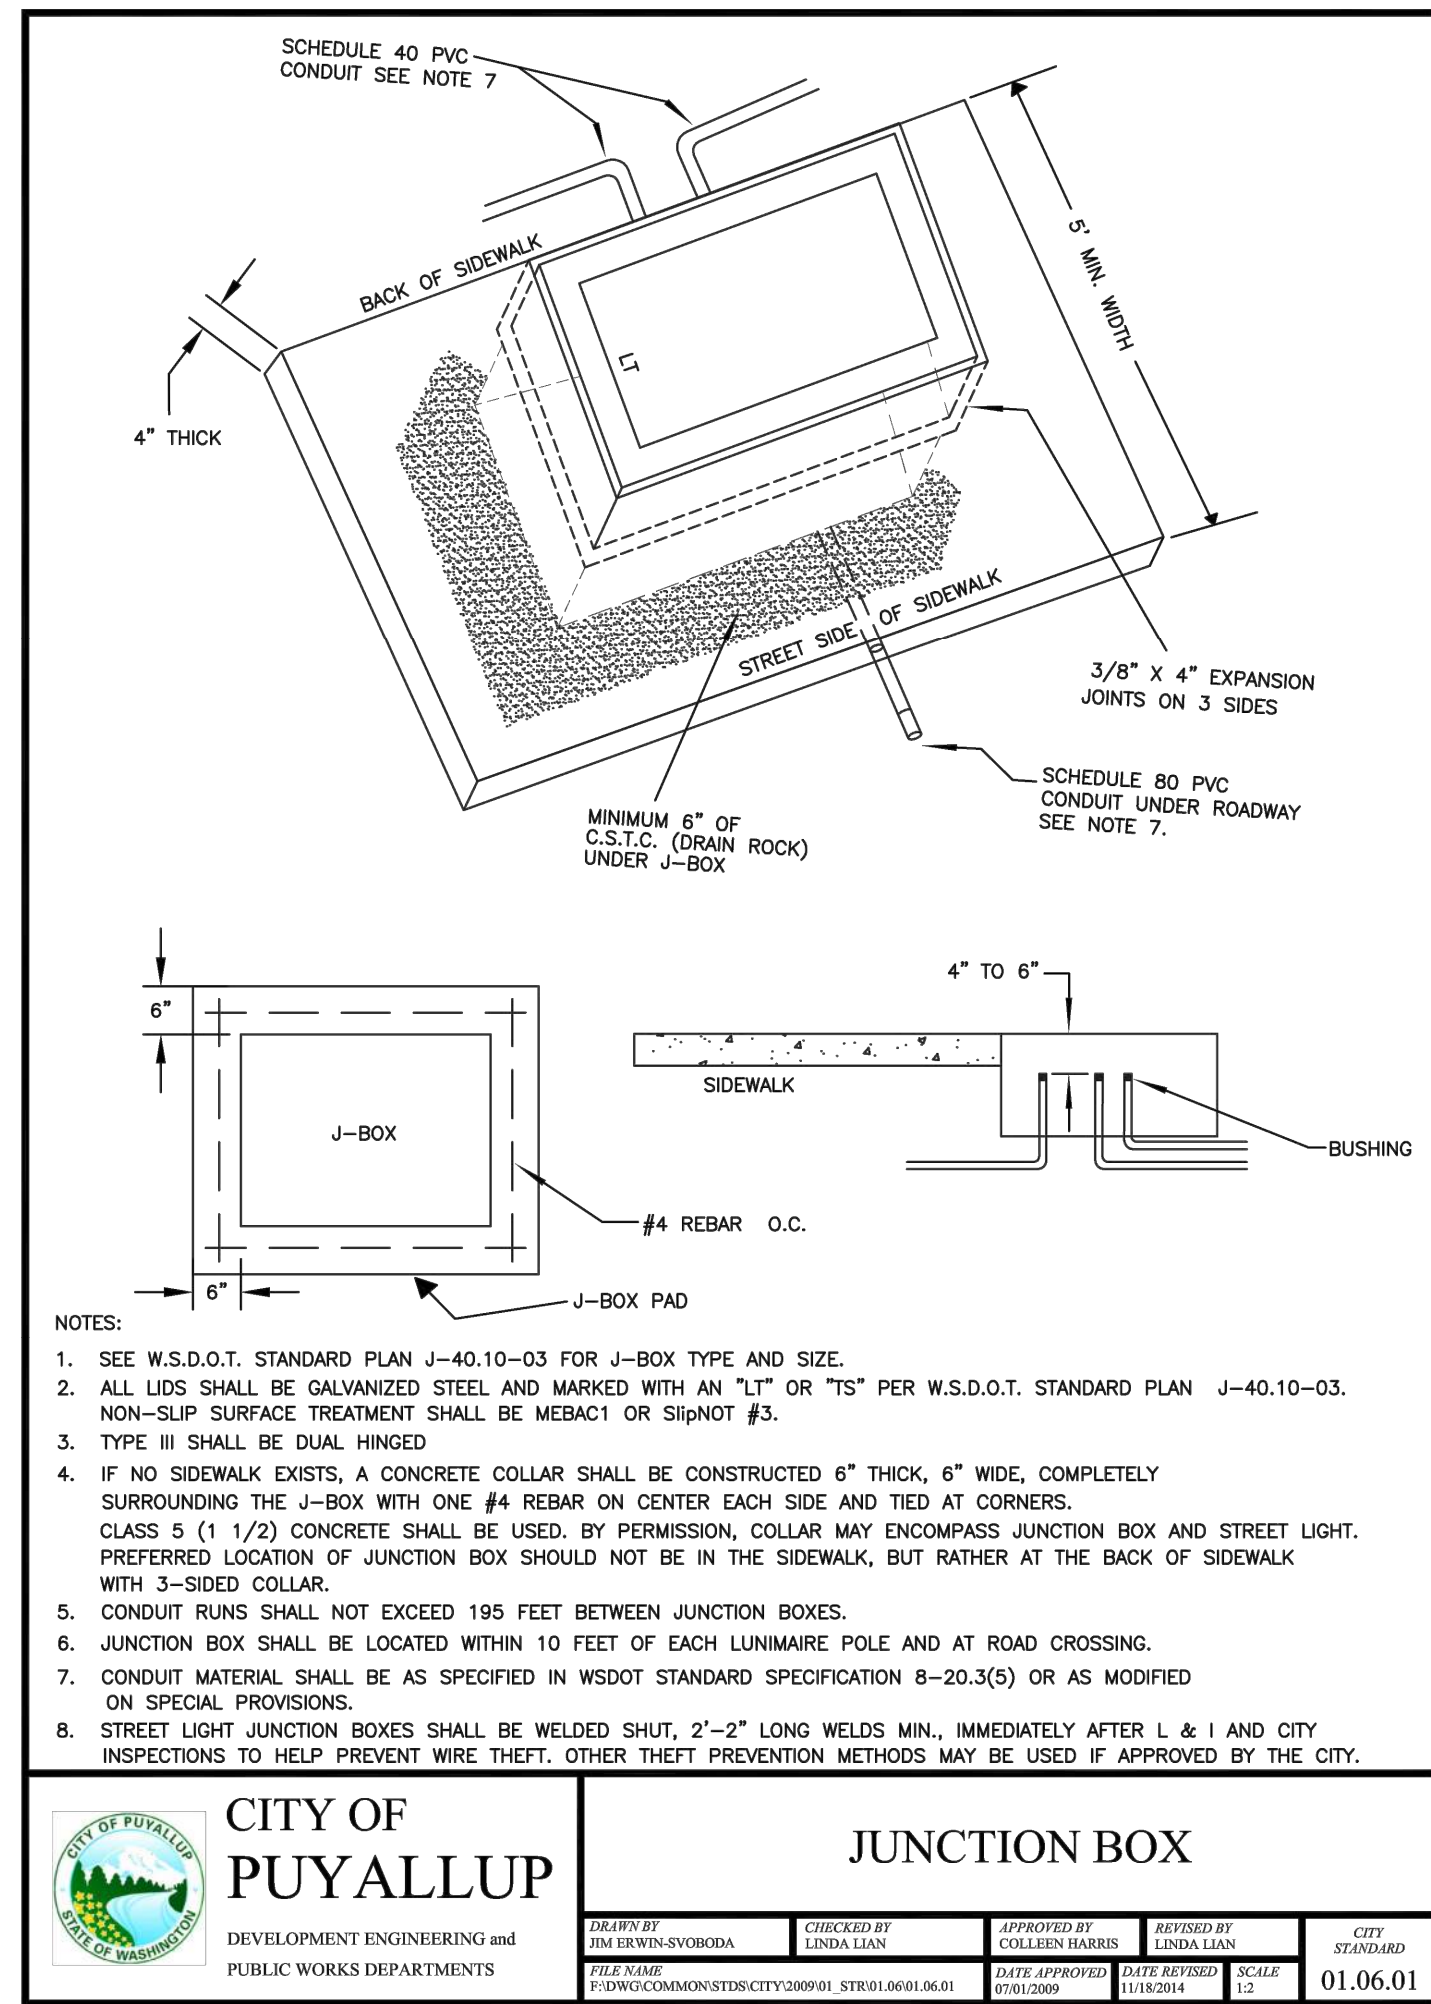 SCHEDULE 40 PVC
CONDUIT SEE NOTE 7
BACK OF SIDEWALK
5' MIN. WIDTH
LT
4" THICK
STREET SIDE OF SIDEWALK
3/8" X 4" EXPANSION
JOINTS ON 3 SIDES
SCHEDULE 80 PVC
CONDUIT UNDER ROADWAY
SEE NOTE 7.
MINIMUM 6" OF
C.S.T.C. (DRAIN ROCK)
UNDER J-BOX
6"
J-BOX
#4 REBAR O.C.
6"
J-BOX PAD
4" TO 6"
SIDEWALK
BUSHING
NOTES:
1. SEE W.S.D.O.T. STANDARD PLAN J-40.10-03 FOR J-BOX TYPE AND SIZE.
2. ALL LIDS SHALL BE GALVANIZED STEEL AND MARKED WITH AN "LT" OR "TS" PER W.S.D.O.T. STANDARD PLAN J-40.10-03.
NON-SLIP SURFACE TREATMENT SHALL BE MEBAC1 OR SlipNOT #3.
3. TYPE III SHALL BE DUAL HINGED
4. IF NO SIDEWALK EXISTS, A CONCRETE COLLAR SHALL BE CONSTRUCTED 6" THICK, 6" WIDE, COMPLETELY
SURROUNDING THE J-BOX WITH ONE #4 REBAR ON CENTER EACH SIDE AND TIED AT CORNERS.
CLASS 5 (1 1/2) CONCRETE SHALL BE USED. BY PERMISSION, COLLAR MAY ENCOMPASS JUNCTION BOX AND STREET LIGHT.
PREFERRED LOCATION OF JUNCTION BOX SHOULD NOT BE IN THE SIDEWALK, BUT RATHER AT THE BACK OF SIDEWALK
WITH 3-SIDED COLLAR.
5. CONDUIT RUNS SHALL NOT EXCEED 195 FEET BETWEEN JUNCTION BOXES.
6. JUNCTION BOX SHALL BE LOCATED WITHIN 10 FEET OF EACH LUNIMAIRE POLE AND AT ROAD CROSSING.
7. CONDUIT MATERIAL SHALL BE AS SPECIFIED IN WSDOT STANDARD SPECIFICATION 8-20.3(5) OR AS MODIFIED
ON SPECIAL PROVISIONS.
8. STREET LIGHT JUNCTION BOXES SHALL BE WELDED SHUT, 2'-2" LONG WELDS MIN., IMMEDIATELY AFTER L & I AND CITY
INSPECTIONS TO HELP PREVENT WIRE THEFT. OTHER THEFT PREVENTION METHODS MAY BE USED IF APPROVED BY THE CITY.
CITY OF PUYALLUP
STATE OF WASHINGTON
CITY OF
PUYALLUP
DEVELOPMENT ENGINEERING and
PUBLIC WORKS DEPARTMENTS
JUNCTION BOX
DRAWN BY
JIM ERWIN-SVOBODA
CHECKED BY
LINDA LIAN
APPROVED BY
COLLEEN HARRIS
REVISED BY
LINDA LIAN
CITY
STANDARD
01.06.01
FILE NAME
F:\DWG\COMMON\STDS\CITY\2009\01_STR\01.06\01.06.01
DATE APPROVED
07/01/2009
DATE REVISED
11/18/2014
SCALE
1:2